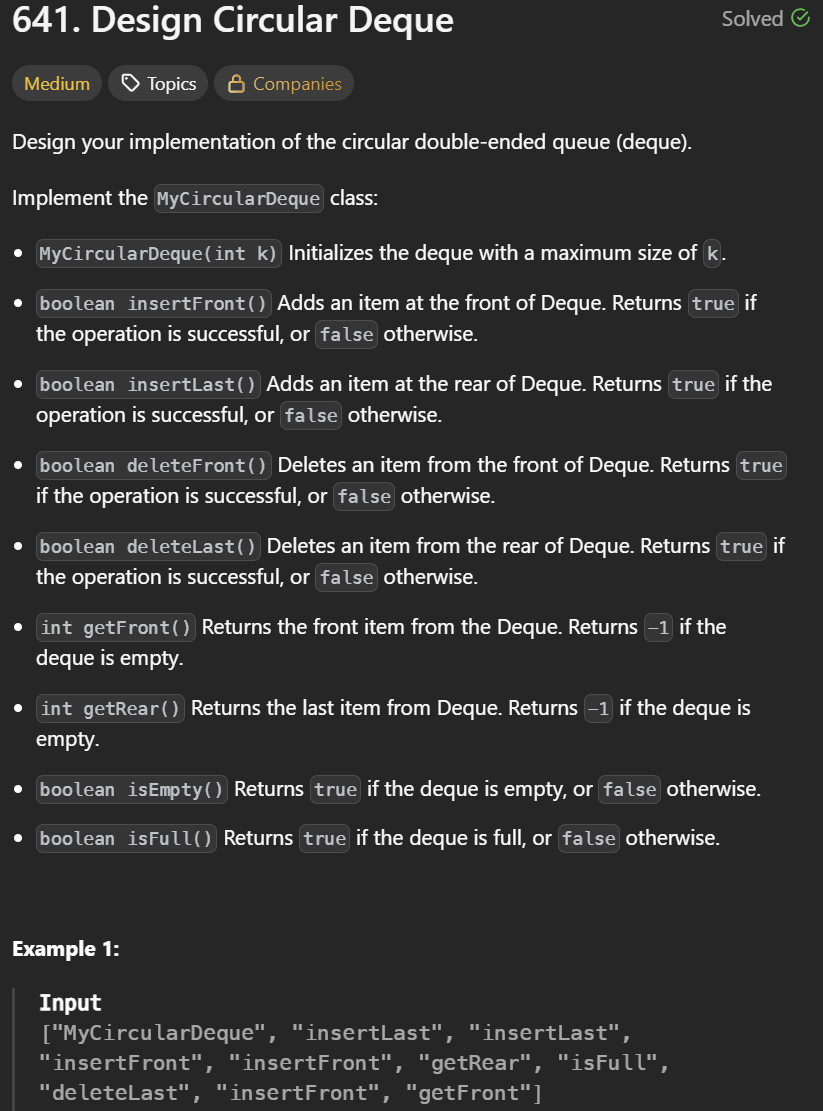 641. Design Circular Deque
Solved
Medium
Topics
Companies
Design your implementation of the circular double-ended queue (deque).
Implement the MyCircularDeque class:
• MyCircularDeque(int k) Initializes the deque with a maximum size of k.
• boolean insertFront() Adds an item at the front of Deque. Returns true if
the operation is successful, or false otherwise.
• boolean insertLast() Adds an item at the rear of Deque. Returns true if the
operation is successful, or false otherwise.
• boolean deleteFront() Deletes an item from the front of Deque. Returns true
if the operation is successful, or false otherwise.
• boolean deleteLast() Deletes an item from the rear of Deque. Returns true if
the operation is successful, or false otherwise.
• int getFront() Returns the front item from the Deque. Returns -1 if the
deque is empty.
• int getRear() Returns the last item from Deque. Returns -1 if the deque is
empty.
• boolean isEmpty() Returns true if the deque is empty, or false otherwise.
• boolean isFull() Returns true if the deque is full, or false otherwise.
Example 1:
Input
["MyCircularDeque", "insertLast", "insertLast",
"insertFront", "insertFront", "getRear", "isFull",
"deleteLast", "insertFront", "getFront"]